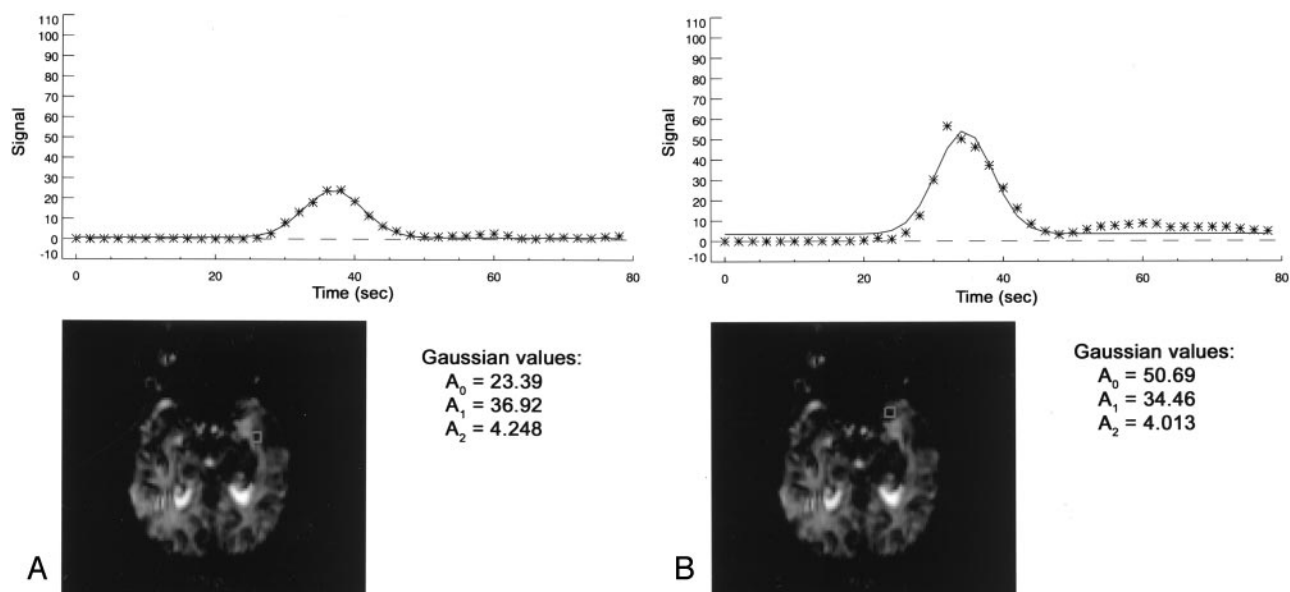 110
100
90
80
70
60
50
40
30
20
10
0
-10
Signal
0 20 40 60 80
Time (sec)
Gaussian values:
A0 = 23.39
A1 = 36.92
A2 = 4.248
A
110
100
90
80
70
60
50
40
30
20
10
0
-10
Signal
0 20 40 60 80
Time (sec)
Gaussian values:
A0 = 50.69
A1 = 34.46
A2 = 4.013
B